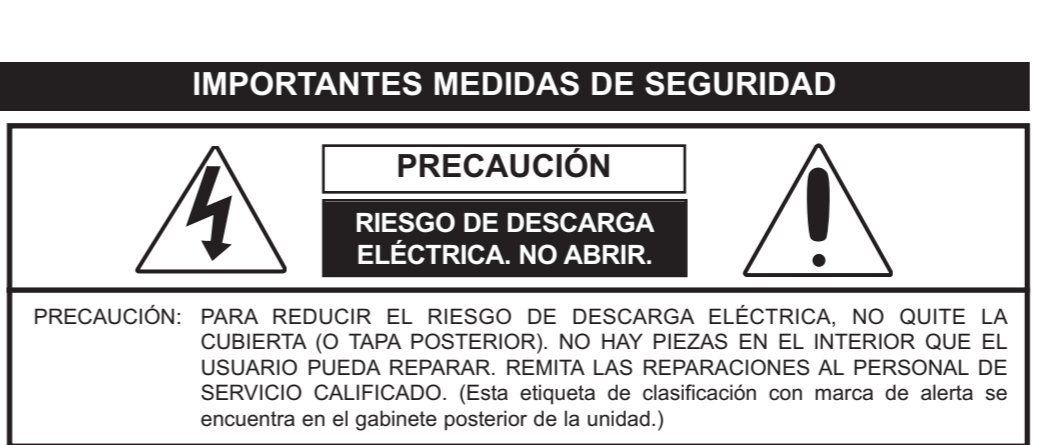 IMPORTANTES MEDIDAS DE SEGURIDAD
PRECAUCIÓN
RIESGO DE DESCARGA
ELÉCTRICA. NO ABRIR.
PRECAUCIÓN: PARA REDUCIR EL RIESGO DE DESCARGA ELÉCTRICA, NO QUITE LA
CUBIERTA (O TAPA POSTERIOR). NO HAY PIEZAS EN EL INTERIOR QUE EL
USUARIO PUEDA REPARAR. REMITA LAS REPARACIONES AL PERSONAL DE
SERVICIO CALIFICADO. (Esta etiqueta de clasificación con marca de alerta se
encuentra en el gabinete posterior de la unidad.)